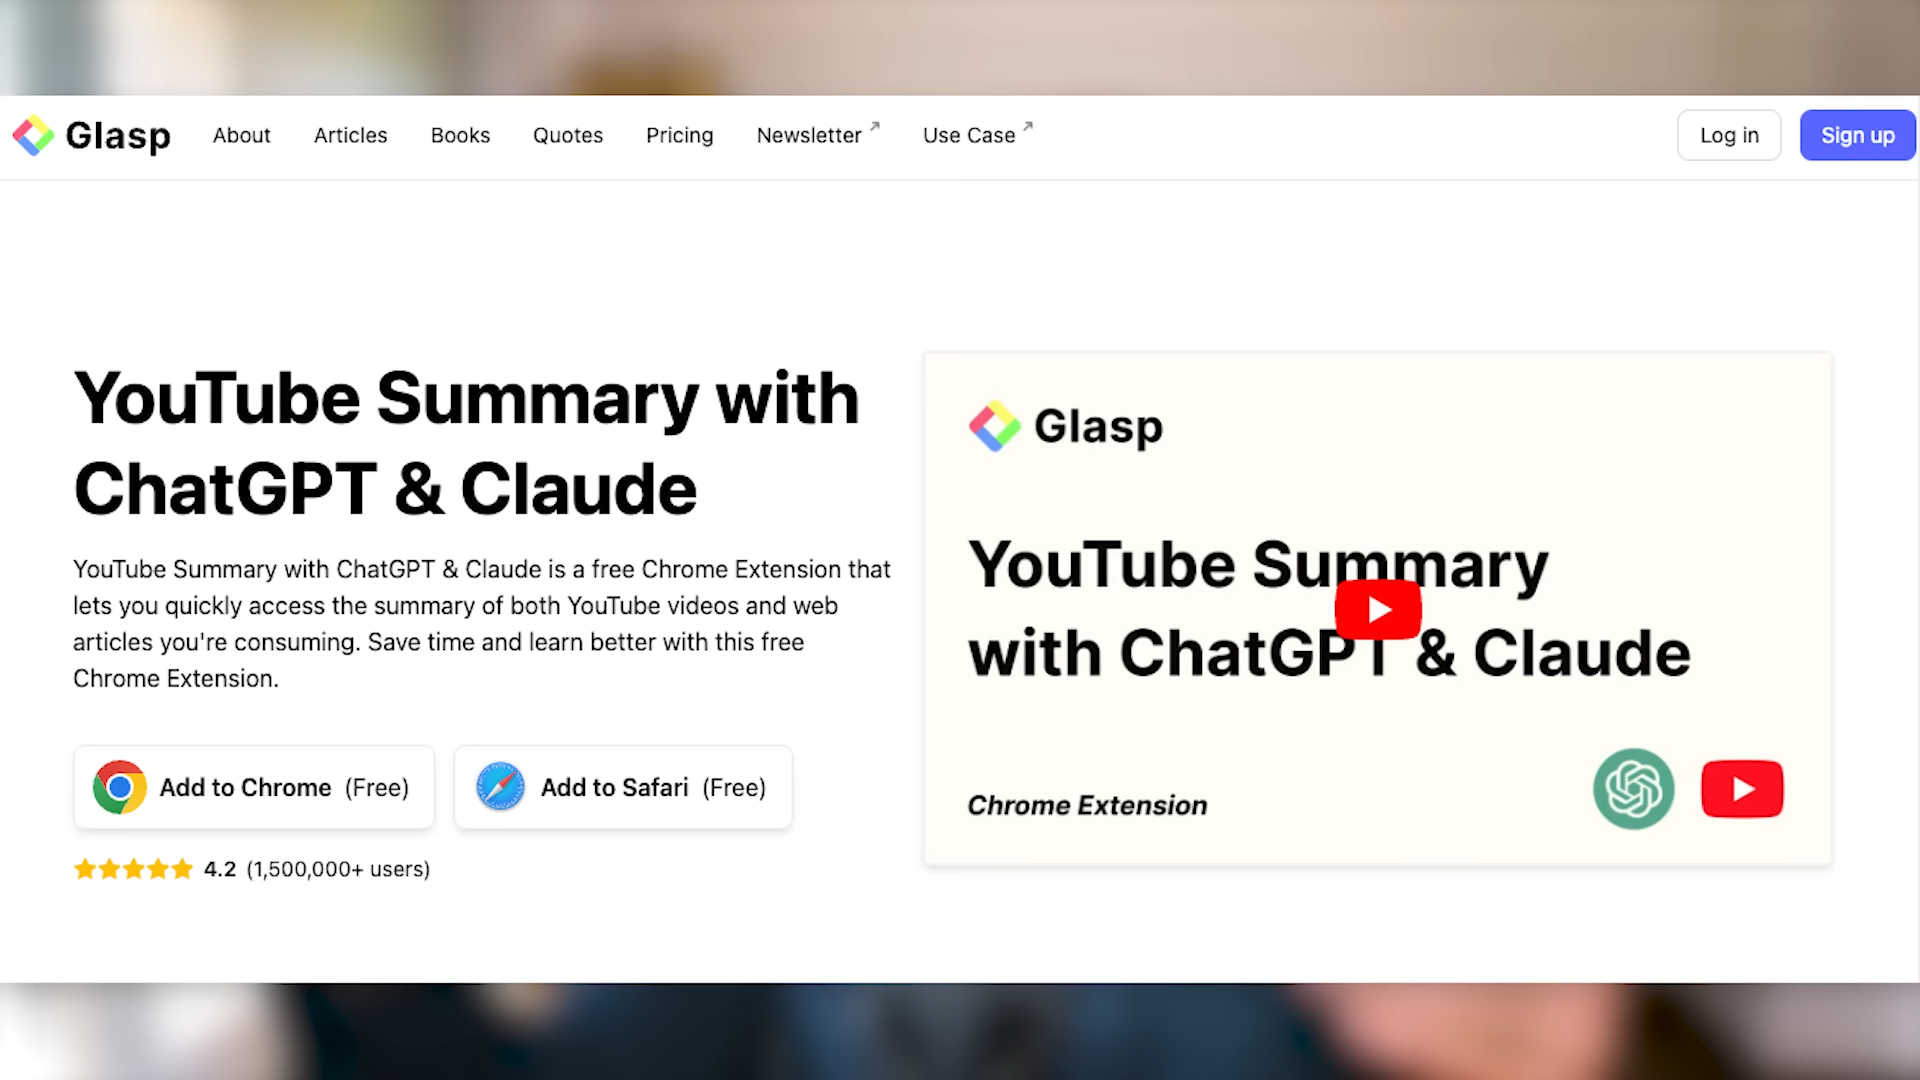 Glasp About Articles Books Quotes Pricing Newsletter Use Case Log in Sign up
YouTube Summary with
ChatGPT & Claude
YouTube Summary with ChatGPT & Claude is a free Chrome Extension that
lets you quickly access the summary of both YouTube videos and web
articles you're consuming. Save time and learn better with this free
Chrome Extension.
Add to Chrome (Free) Add to Safari (Free)
4.2 (1,500,000+ users)
Glasp
YouTube Summary
with ChatGPT & Claude
Chrome Extension